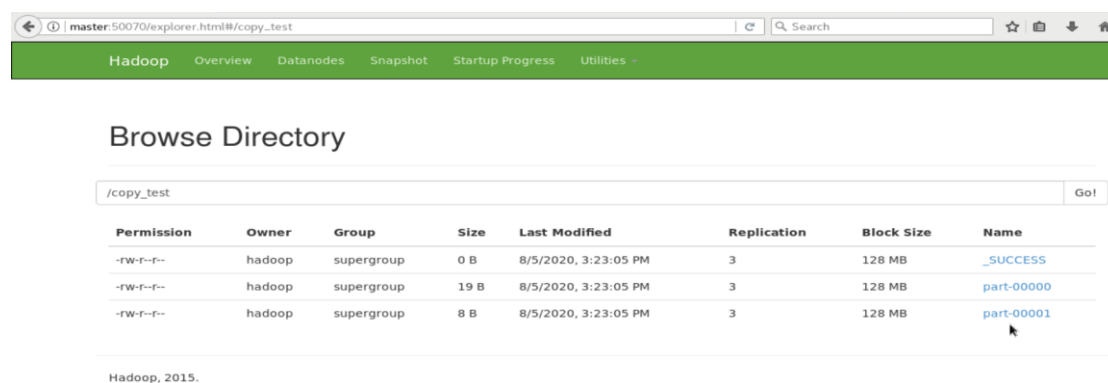 master:50070/explorer.html#/copy_test Search
Hadoop Overview Datanodes Snapshot Startup Progress Utilities
Browse Directory
/copy_test Go!
Permission Owner Group Size Last Modified Replication Block Size Name
-rw-r--r-- hadoop supergroup 0 B 8/5/2020, 3:23:05 PM 3 128 MB _SUCCESS
-rw-r--r-- hadoop supergroup 19 B 8/5/2020, 3:23:05 PM 3 128 MB part-00000
-rw-r--r-- hadoop supergroup 8 B 8/5/2020, 3:23:05 PM 3 128 MB part-00001
Hadoop, 2015.